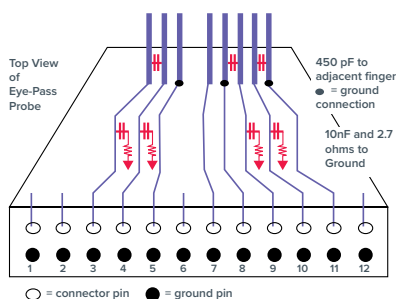 Top View
of
Eye-Pass
Probe
450 pF to
adjacent finger
= ground
connection
10nF and 2.7
ohms to
Ground
1 2 3 4 5 6 7 8 9 10 11 12
= connector pin = ground pin